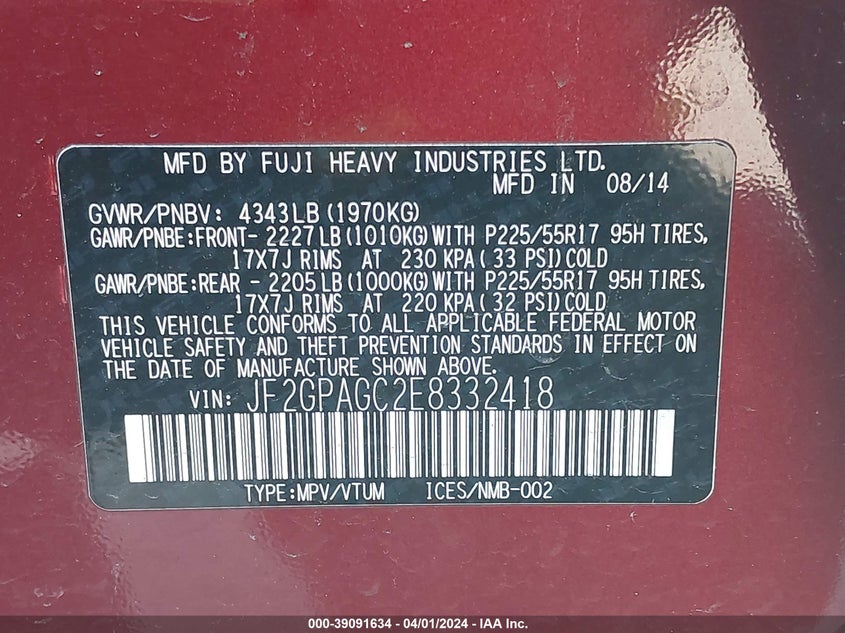 MFD BY FUJI HEAVY INDUSTRIES LTD.
MFD IN 08/14
GVWR/PNBV: 4343LB(1970KG)
GAWR/PNBE:FRONT- 2227LB(1010KG)WITH P225/55R17 95H TIRES,
17X7J RIMS AT 230 KPA(33 PSI)COLD
GAWR/PNBE:REAR - 2205LB(1000KG)WITH P225/55R17 95H TIRES,
17X7J RIMS AT 220 KPA(32 PSI)COLD
THIS VEHICLE CONFORMS TO ALL APPLICABLE FEDERAL MOTOR
VEHICLE SAFETY AND THEFT PREVENTION STANDARDS IN EFFECT ON
THE DATE OF MANUFACTURE SHOWN ABOVE.
VIN: JF2GPAGC2E8332418
TYPE:MPV/VTUM ICES/NMB-002
000-39091634 - 04/01/2024 - IAA Inc.